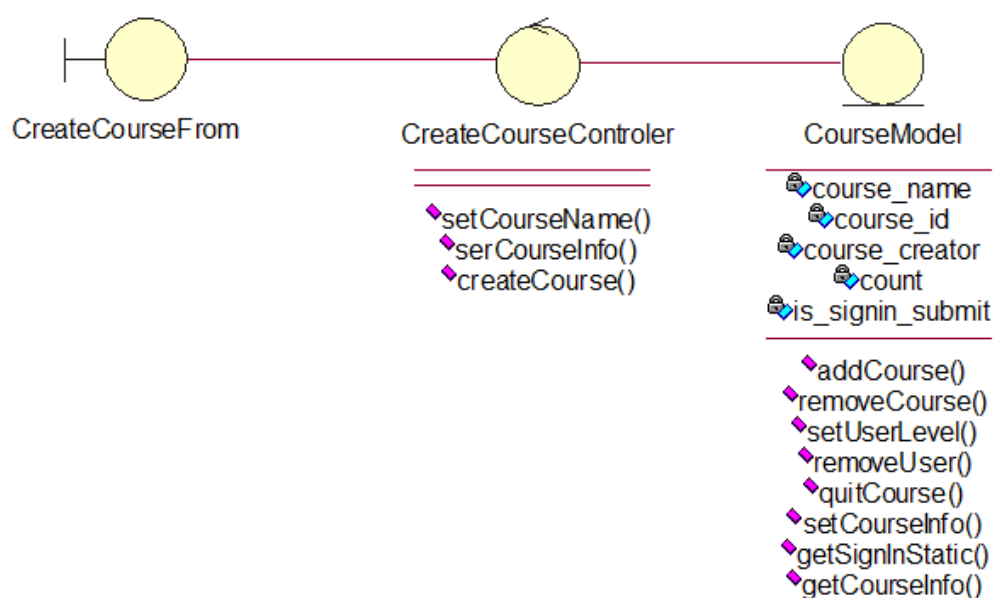 CreateCourseFrom
CreateCourseControler
CourseModel
setCourseName()
serCourseInfo()
createCourse()
course_name
course_id
course_creator
count
is_signin_submit
addCourse()
removeCourse()
setUserLevel()
removeUser()
quitCourse()
setCourseInfo()
getSignInStatic()
getCourseInfo()